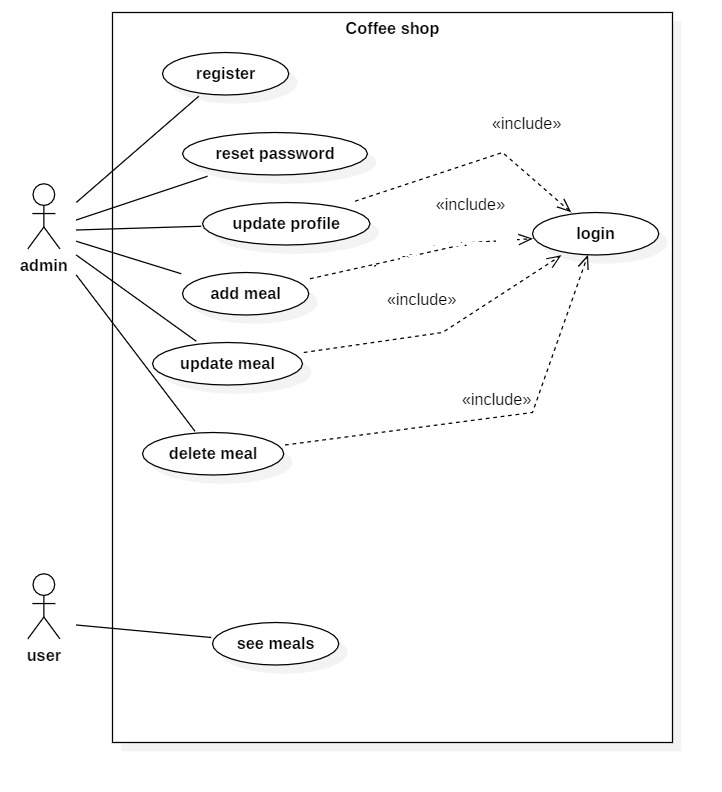 Coffee shop
register
«include»
reset password
«include»
update profile
login
admin
add meal
«include»
update meal
«include»
delete meal
see meals
user